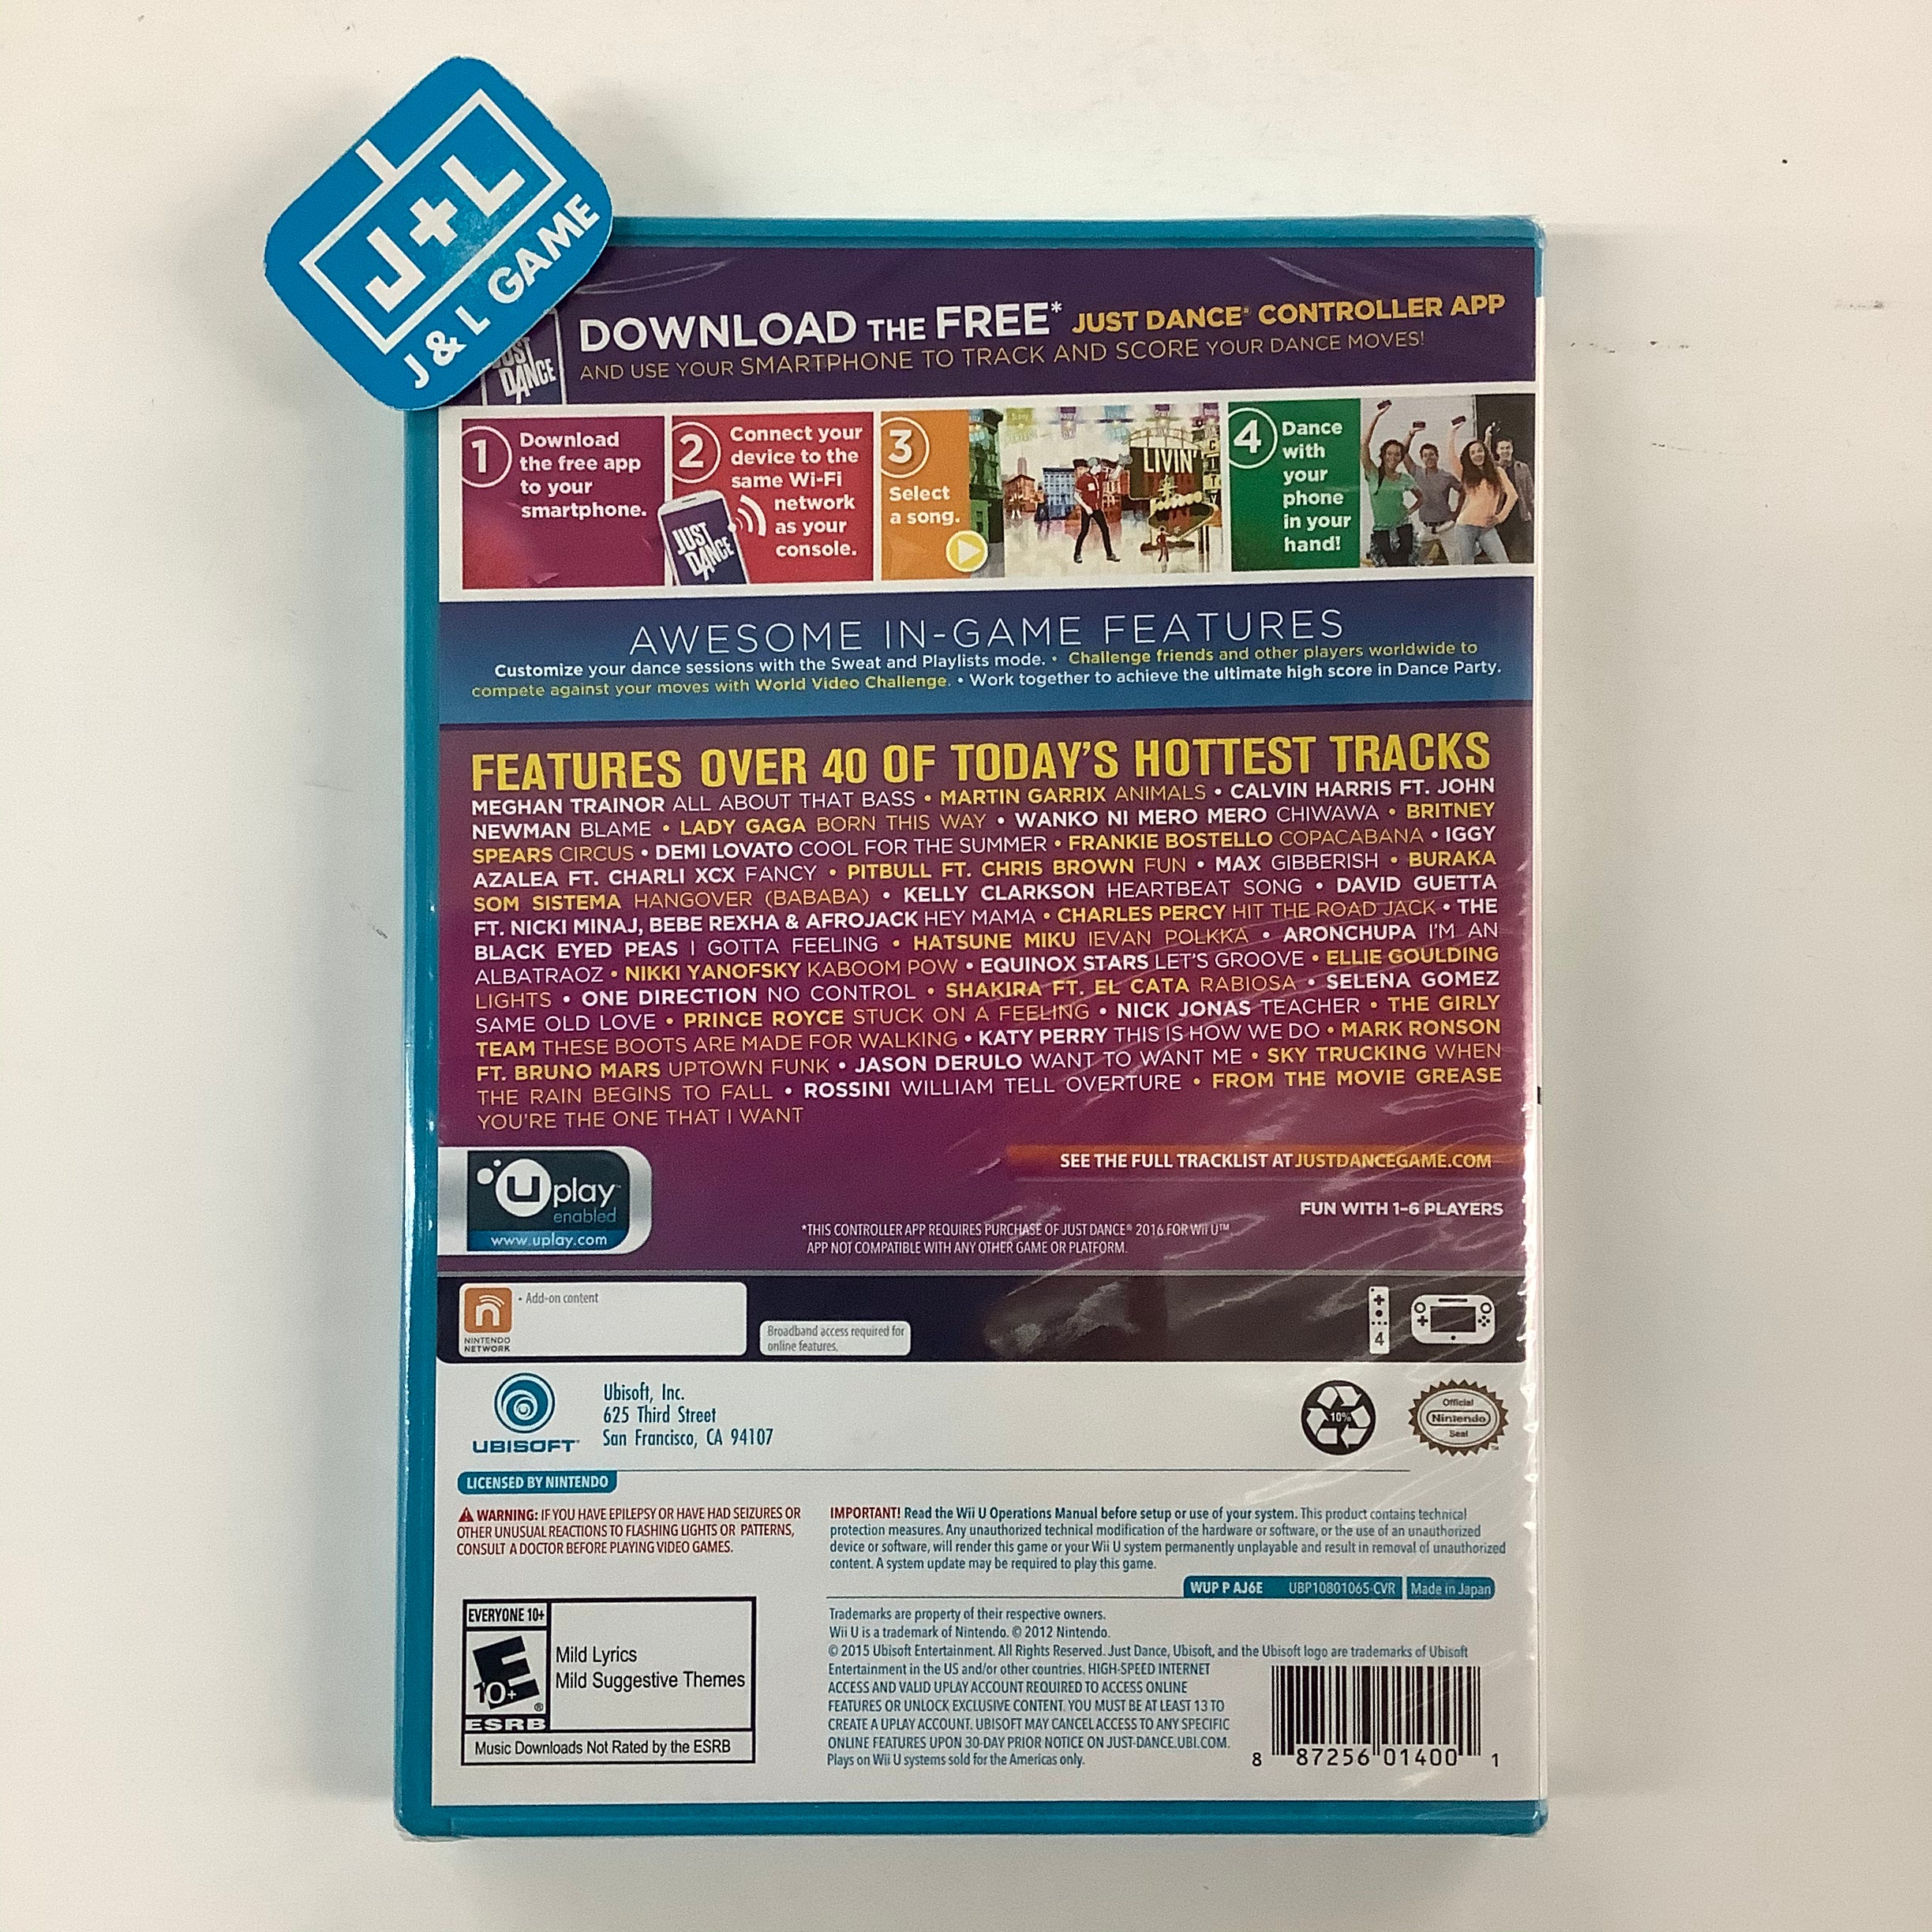 J+L
J & L GAME
JUST
DANCE
DOWNLOAD THE FREE* JUST DANCE® CONTROLLER APP
AND USE YOUR SMARTPHONE TO TRACK AND SCORE YOUR DANCE MOVES!
1
Download
the free app
to your
smartphone.
2
Connect your
device to the
same Wi-Fi
network
as your
console.
JUST
DANCE
3
Select
a song.
LIVIN'
4
Dance
with
your
phone
in your
hand!
AWESOME IN-GAME FEATURES
Customize your dance sessions with the Sweat and Playlists mode. • Challenge friends and other players worldwide to
compete against your moves with World Video Challenge. • Work together to achieve the ultimate high score in Dance Party.
FEATURES OVER 40 OF TODAY'S HOTTEST TRACKS
MEGHAN TRAINOR ALL ABOUT THAT BASS • MARTIN GARRIX ANIMALS • CALVIN HARRIS FT. JOHN
NEWMAN BLAME • LADY GAGA BORN THIS WAY • WANKO NI MERO MERO CHIWAWA • BRITNEY
SPEARS CIRCUS • DEMI LOVATO COOL FOR THE SUMMER • FRANKIE BOSTELLO COPACABANA • IGGY
AZALEA FT. CHARLI XCX FANCY • PITBULL FT. CHRIS BROWN FUN • MAX GIBBERISH • BURAKA
SOM SISTEMA HANGOVER (BABABA) • KELLY CLARKSON HEARTBEAT SONG • DAVID GUETTA
FT. NICKI MINAJ, BEBE REXHA & AFROJACK HEY MAMA • CHARLES PERCY HIT THE ROAD JACK • THE
BLACK EYED PEAS I GOTTA FEELING • HATSUNE MIKU IEVAN POLKKA • ARONCHUPA I'M AN
ALBATRAOZ • NIKKI YANOFSKY KABOOM POW • EQUINOX STARS LET'S GROOVE • ELLIE GOULDING
LIGHTS • ONE DIRECTION NO CONTROL • SHAKIRA FT. EL CATA RABIOSA • SELENA GOMEZ
SAME OLD LOVE • PRINCE ROYCE STUCK ON A FEELING • NICK JONAS TEACHER • THE GIRLY
TEAM THESE BOOTS ARE MADE FOR WALKING • KATY PERRY THIS IS HOW WE DO • MARK RONSON
FT. BRUNO MARS UPTOWN FUNK • JASON DERULO WANT TO WANT ME • SKY TRUCKING WHEN
THE RAIN BEGINS TO FALL • ROSSINI WILLIAM TELL OVERTURE • FROM THE MOVIE GREASE
YOU'RE THE ONE THAT I WANT
SEE THE FULL TRACKLIST AT JUSTDANCEGAME.COM
Uplay™
enabled
www.uplay.com
FUN WITH 1-6 PLAYERS
*THIS CONTROLLER APP REQUIRES PURCHASE OF JUST DANCE® 2016 FOR Wii U™
APP NOT COMPATIBLE WITH ANY OTHER GAME OR PLATFORM.
n
NINTENDO
NETWORK
• Add-on content
Broadband access required for
online features.
4
UBISOFT™
Ubisoft, Inc.
625 Third Street
San Francisco, CA 94107
10%
Official
Nintendo
Seal
LICENSED BY NINTENDO
WARNING: IF YOU HAVE EPILEPSY OR HAVE HAD SEIZURES OR
OTHER UNUSUAL REACTIONS TO FLASHING LIGHTS OR PATTERNS,
CONSULT A DOCTOR BEFORE PLAYING VIDEO GAMES.
IMPORTANT! Read the Wii U Operations Manual before setup or use of your system. This product contains technical
protection measures. Any unauthorized technical modification of the hardware or software, or the use of an unauthorized
device or software, will render this game or your Wii U system permanently unplayable and result in removal of unauthorized
content. A system update may be required to play this game.
WUP P AJ6E UBP10801065-CVR Made in Japan
EVERYONE 10+
E
10+
®
ESRB
Mild Lyrics
Mild Suggestive Themes
Music Downloads Not Rated by the ESRB
Trademarks are property of their respective owners.
Wii U is a trademark of Nintendo. © 2012 Nintendo.
© 2015 Ubisoft Entertainment. All Rights Reserved. Just Dance, Ubisoft, and the Ubisoft logo are trademarks of Ubisoft
Entertainment in the US and/or other countries. HIGH-SPEED INTERNET
ACCESS AND VALID UPLAY ACCOUNT REQUIRED TO ACCESS ONLINE
FEATURES OR UNLOCK EXCLUSIVE CONTENT. YOU MUST BE AT LEAST 13 TO
CREATE A UPLAY ACCOUNT. UBISOFT MAY CANCEL ACCESS TO ANY SPECIFIC
ONLINE FEATURES UPON 30-DAY PRIOR NOTICE ON JUST-DANCE.UBI.COM.
Plays on Wii U systems sold for the Americas only.
8 87256 01400 1